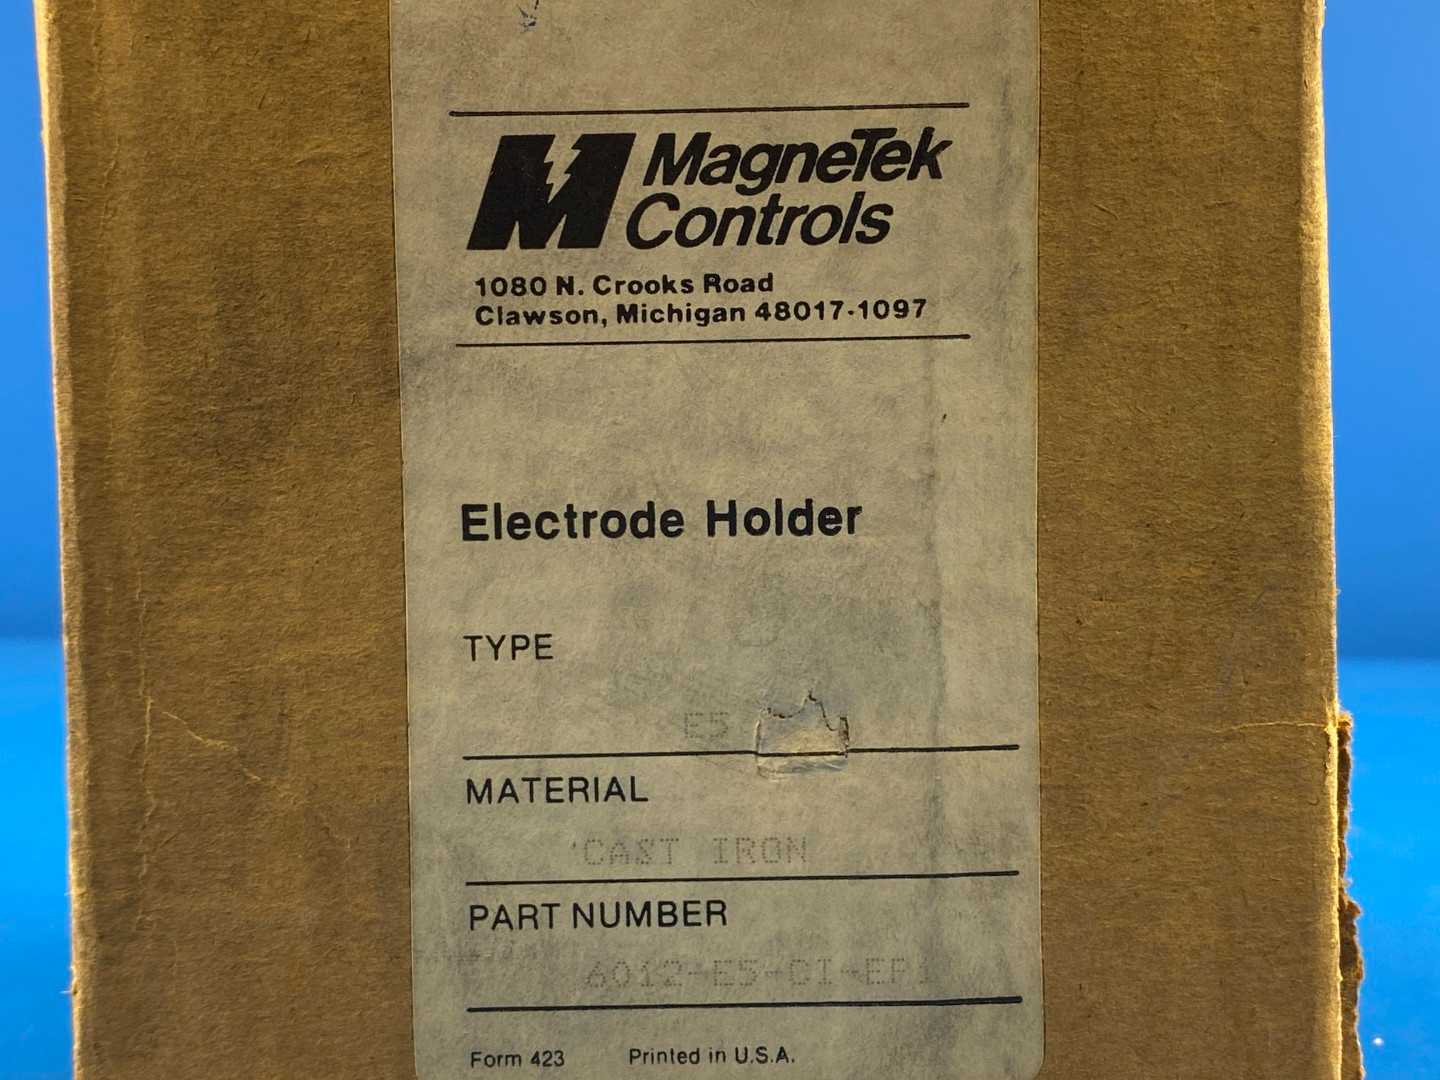 MagneTek
Controls
1080 N. Crooks Road
Clawson, Michigan 48017-1097
Electrode Holder
TYPE
E5
MATERIAL
CAST IRON
PART NUMBER
6012-E5-CI-EP1
Form 423 Printed in U.S.A.